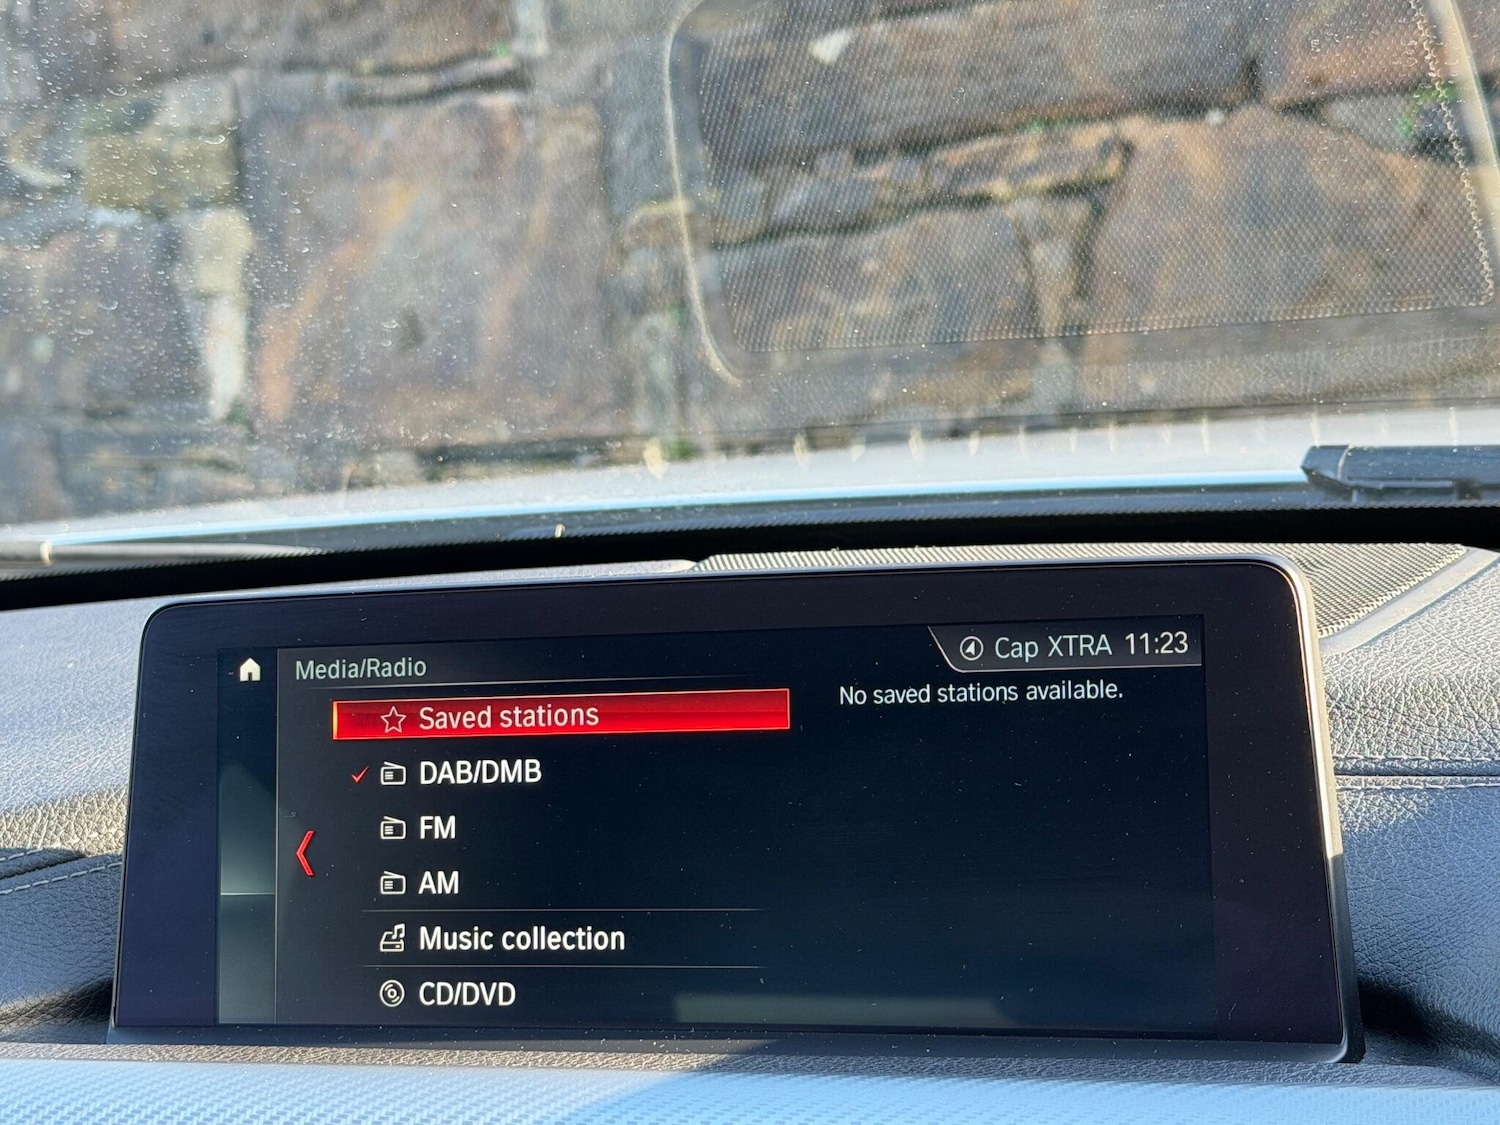 Media/Radio
Cap XTRA 11:23
Saved stations
No saved stations available.
DAB/DMB
FM
AM
Music collection
CD/DVD